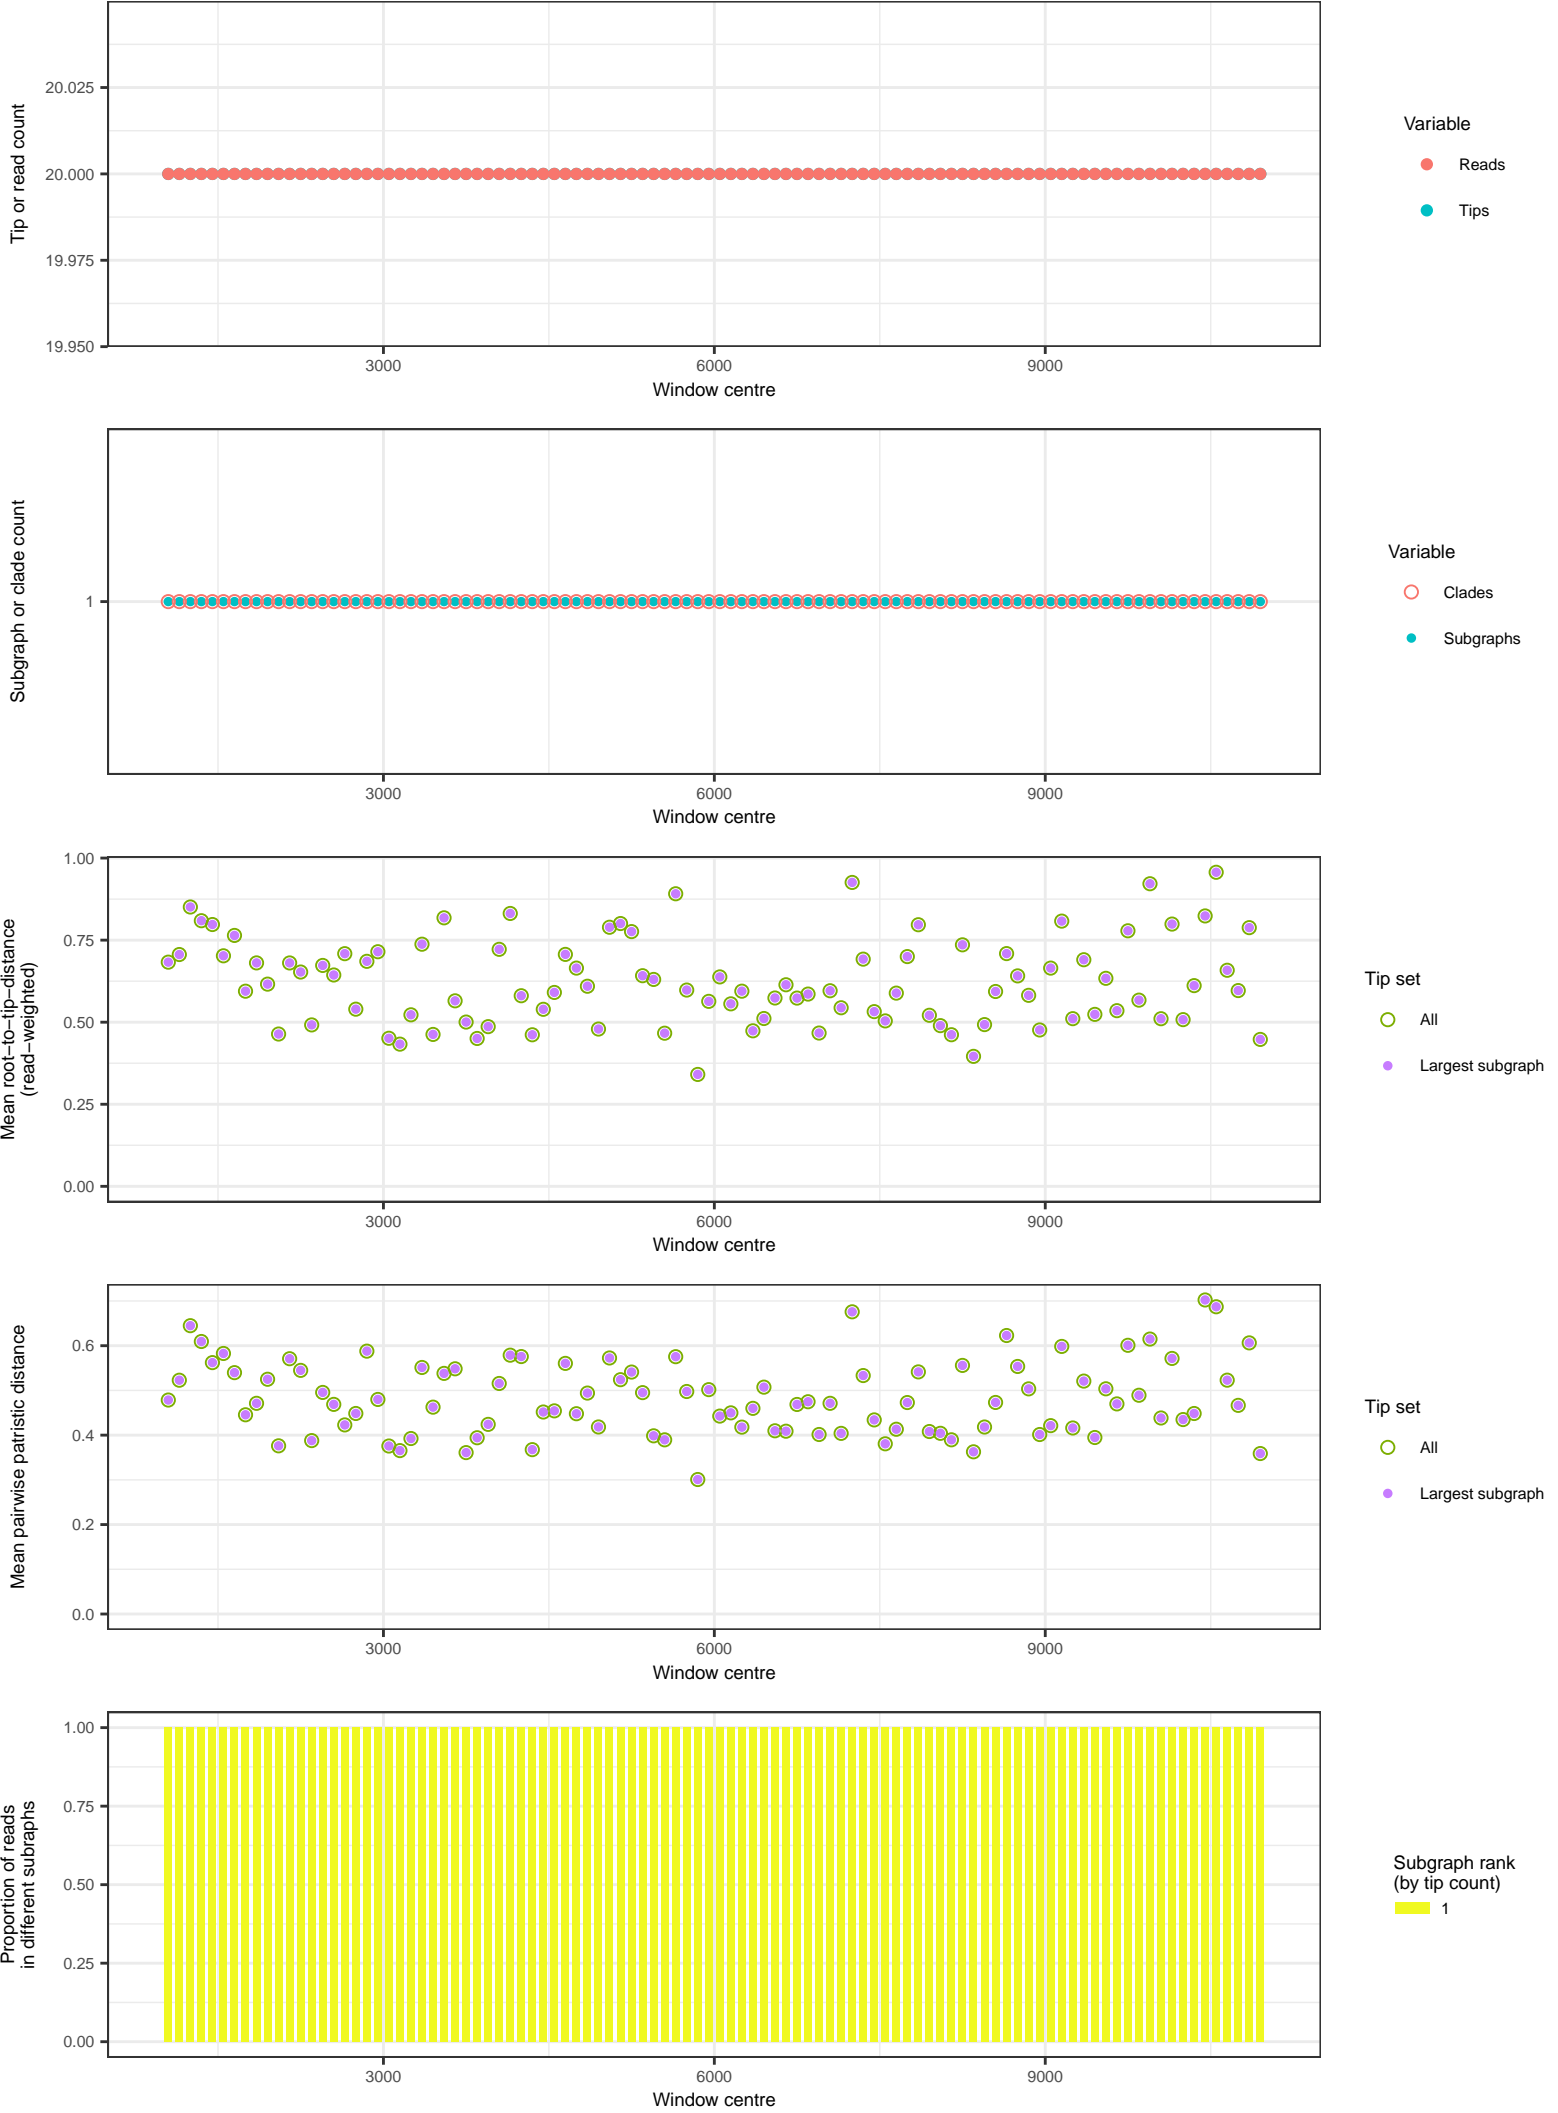 20.025
20.000
19.975
19.950
Tip or read count
3000 6000 9000
Window centre
Variable
Reads
Tips
1
Subgraph or clade count
3000 6000 9000
Window centre
Variable
Clades
Subgraphs
1.00
0.75
0.50
0.25
0.00
Mean root−to−tip−distance
(read−weighted)
3000 6000 9000
Window centre
Tip set
All
Largest subgraph
0.6
0.4
0.2
0.0
Mean pairwise patristic distance
3000 6000 9000
Window centre
Tip set
All
Largest subgraph
1.00
0.75
0.50
0.25
0.00
Proportion of reads
in different subraphs
3000 6000 9000
Window centre
Subgraph rank
(by tip count)
1